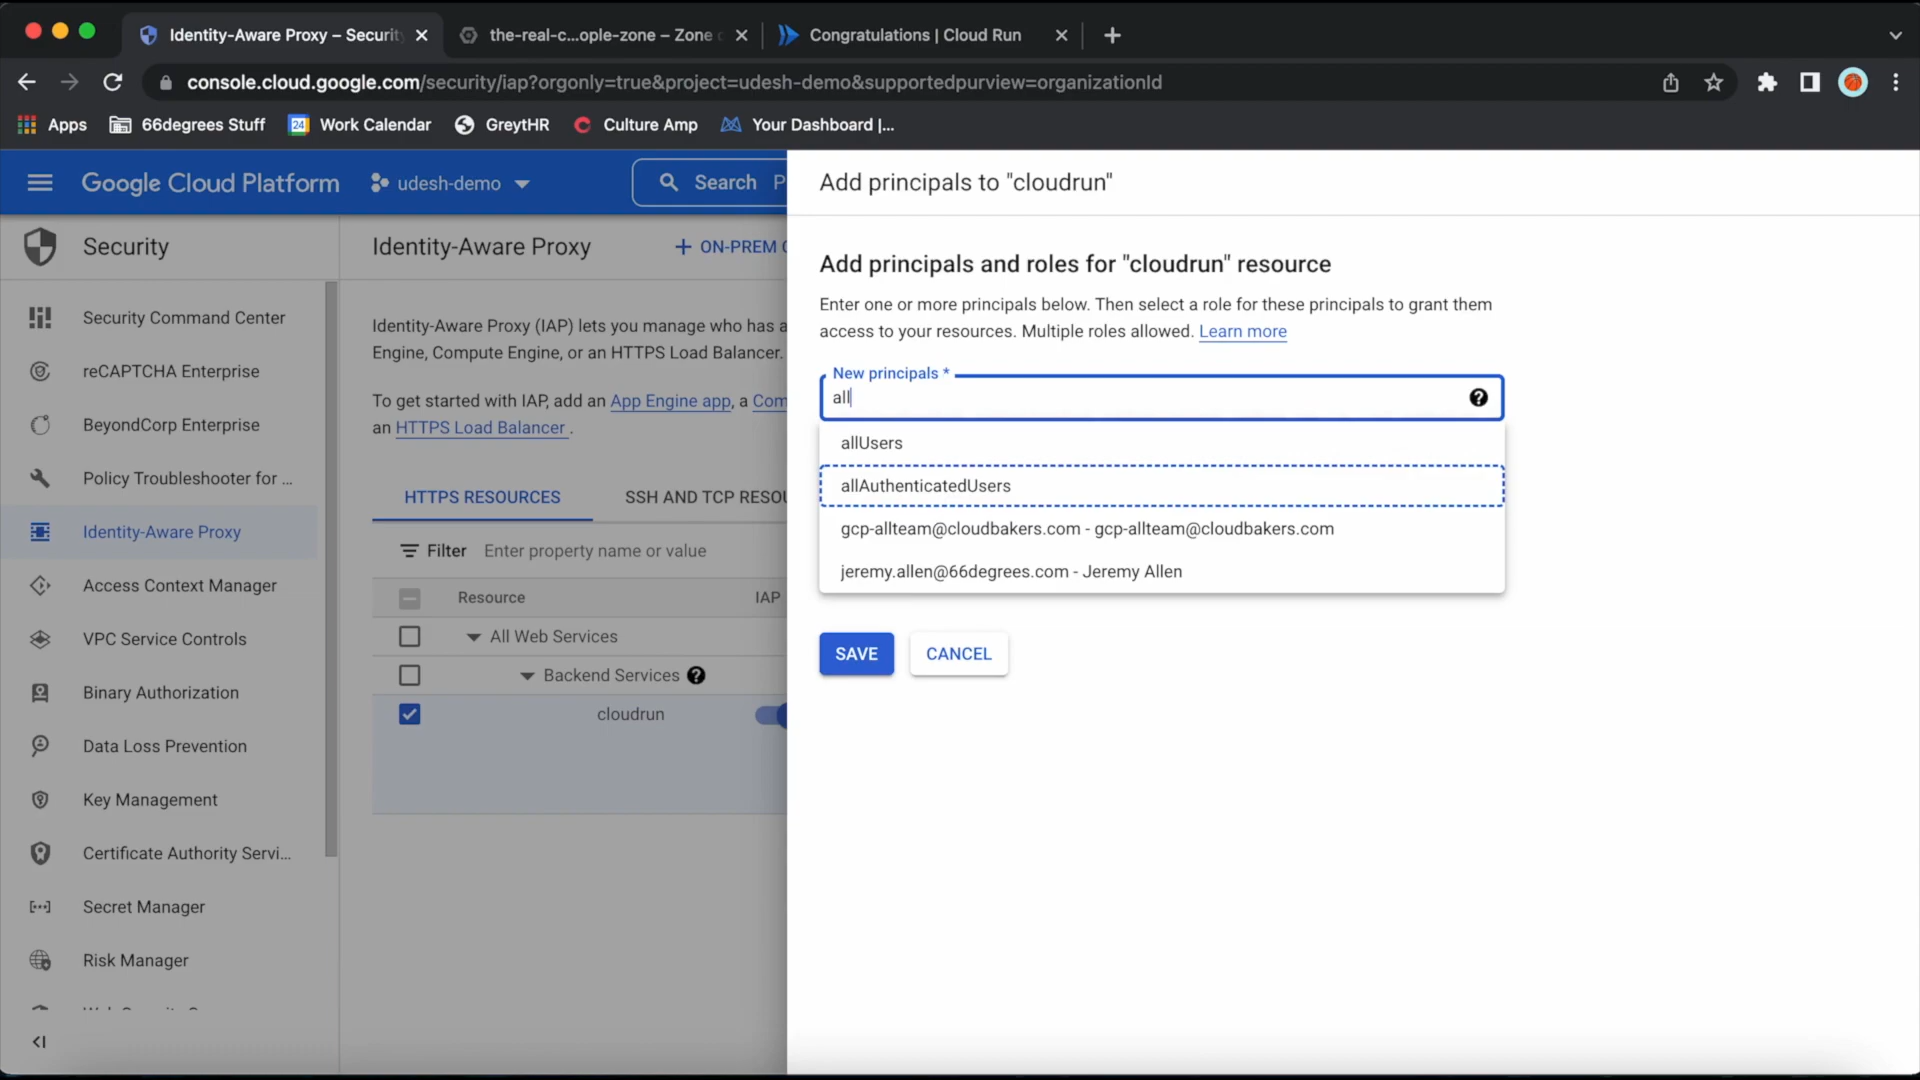 Identity-Aware Proxy – Securit
the-real-c...ople-zone – Zone
Congratulations | Cloud Run
console.cloud.google.com/security/iap?orgonly=true&project=udesh-demo&supportedpurview=organizationId
Apps
66degrees Stuff
24
Work Calendar
GreytHR
Culture Amp
Your Dashboard |...
Google Cloud Platform
udesh-demo
Search P
Add principals to "cloudrun"
Security
Identity-Aware Proxy
ON-PREM C
Add principals and roles for "cloudrun" resource
Enter one or more principals below. Then select a role for these principals to grant them
access to your resources. Multiple roles allowed. Learn more
Security Command Center
reCAPTCHA Enterprise
BeyondCorp Enterprise
Policy Troubleshooter for ...
Identity-Aware Proxy
Access Context Manager
VPC Service Controls
Binary Authorization
Data Loss Prevention
Key Management
Certificate Authority Servi...
Secret Manager
Risk Manager
Identity-Aware Proxy (IAP) lets you manage who has a
Engine, Compute Engine, or an HTTPS Load Balancer.
To get started with IAP, add an App Engine app, a Com
an HTTPS Load Balancer .
HTTPS RESOURCES
SSH AND TCP RESOU
Filter Enter property name or value
Resource
IAP
All Web Services
Backend Services ?
cloudrun
New principals *
all
?
allUsers
allAuthenticatedUsers
gcp-allteam@cloudbakers.com - gcp-allteam@cloudbakers.com
jeremy.allen@66degrees.com - Jeremy Allen
SAVE
CANCEL